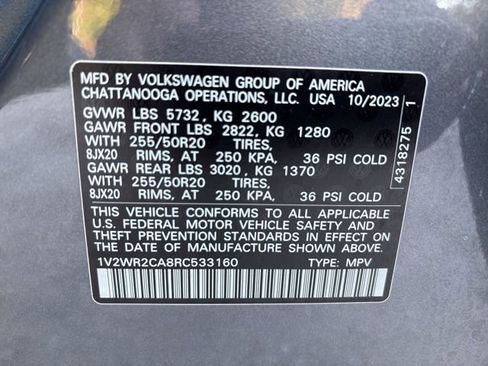 MFD BY VOLKSWAGEN GROUP OF AMERICA
CHATTANOOGA OPERATIONS, LLC. USA 10/2023
GVWR LBS 5732, KG 2600
GAWR FRONT LBS 2822, KG 1280
WITH 255/50R20 TIRES,
8JX20 RIMS, AT 250 KPA, 36 PSI COLD
GAWR REAR LBS 3020, KG 1370
WITH 255/50R20 TIRES,
8JX20 RIMS, AT 250 KPA, 36 PSI COLD
THIS VEHICLE CONFORMS TO ALL APPLICABLE
U.S. FEDERAL MOTOR VEHICLE SAFETY AND
THEFT PREVENTION STANDARDS IN EFFECT ON
THE DATE OF MANUFACTURE SHOWN ABOVE.
1V2WR2CA8RC533160 TYPE: MPV
4318275 1